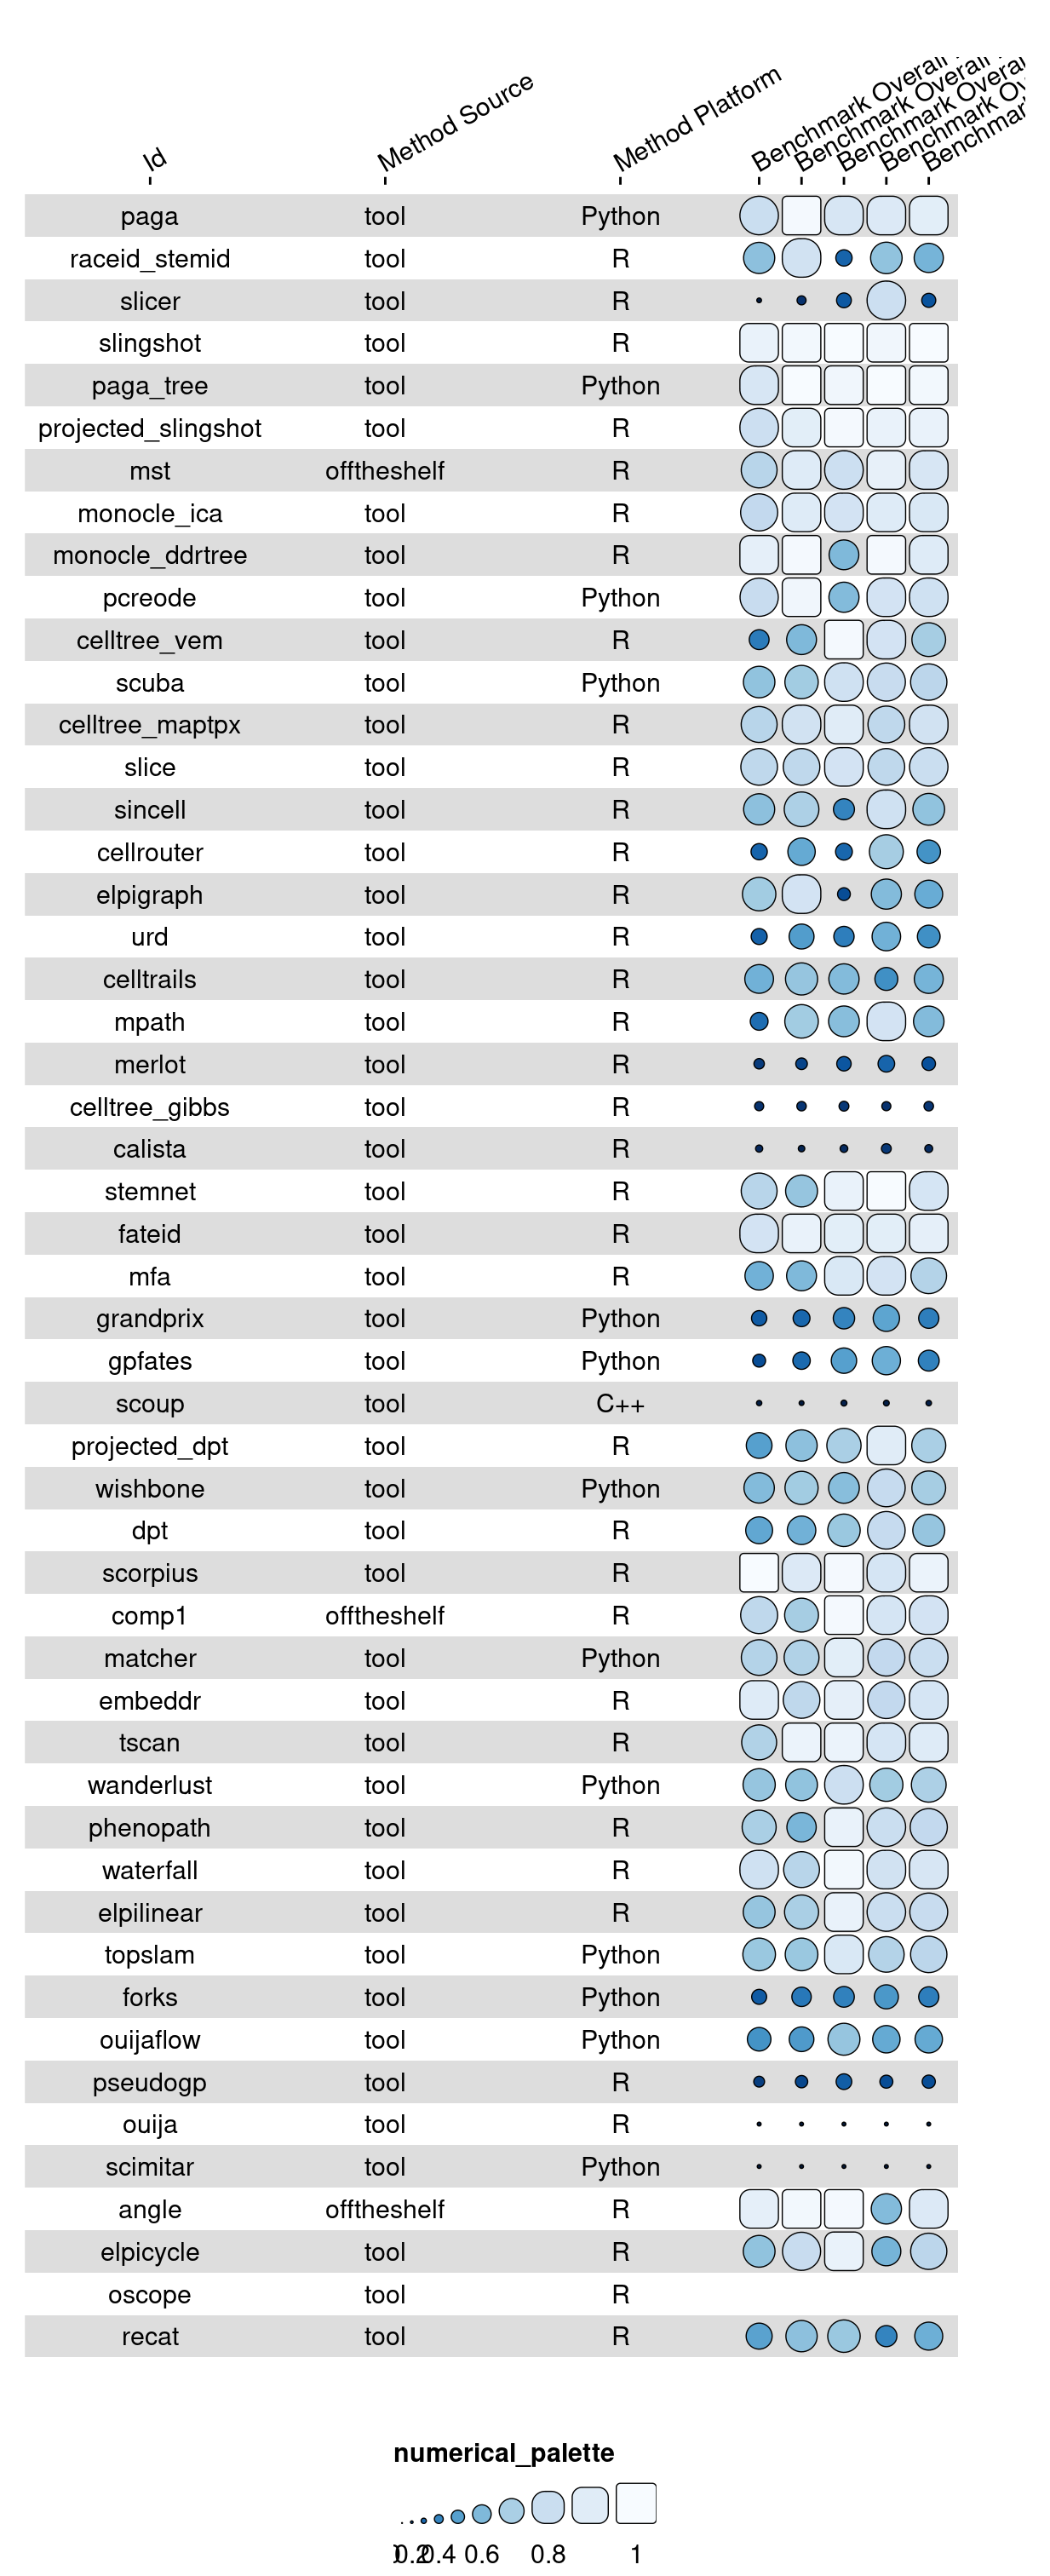 Id Method Source Method Platform Benchmark Overall Benchmark Overall Benchmark Overal Benchmark Benchmar
paga tool Python
raceid_stemid tool R
slicer tool R
slingshot tool R
paga_tree tool Python
projected_slingshot tool R
mst offtheshelf R
monocle_ica tool R
monocle_ddrtree tool R
pcreode tool Python
celltree_vem tool R
scuba tool Python
celltree_maptpx tool R
slice tool R
sincell tool R
cellrouter tool R
elpigraph tool R
urd tool R
celltrails tool R
mpath tool R
merlot tool R
celltree_gibbs tool R
calista tool R
stemnet tool R
fateid tool R
mfa tool R
grandprix tool Python
gpfates tool Python
scoup tool C++
projected_dpt tool R
wishbone tool Python
dpt tool R
scorpius tool R
comp1 offtheshelf R
matcher tool Python
embeddr tool R
tscan tool R
wanderlust tool Python
phenopath tool R
waterfall tool R
elpilinear tool R
topslam tool Python
forks tool Python
ouijaflow tool Python
pseudogp tool R
ouija tool R
scimitar tool Python
angle offtheshelf R
elpicycle tool R
oscope tool R
recat tool R
numerical_palette
0.2 0.4 0.6 0.8 1